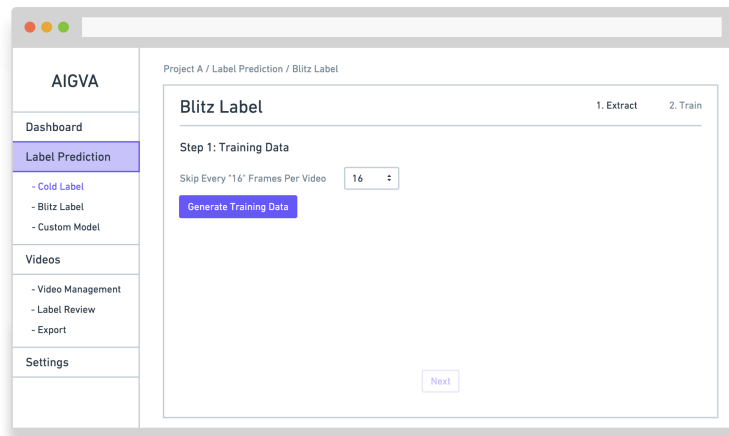 AIGVA
Dashboard
Label Prediction
- Cold Label
- Blitz Label
- Custom Model
Videos
- Video Management
- Label Review
- Export
Settings
Project A / Label Prediction / Blitz Label
Blitz Label
1. Extract 2. Train
Step 1: Training Data
Skip Every "16" Frames Per Video 16
Generate Training Data
Next